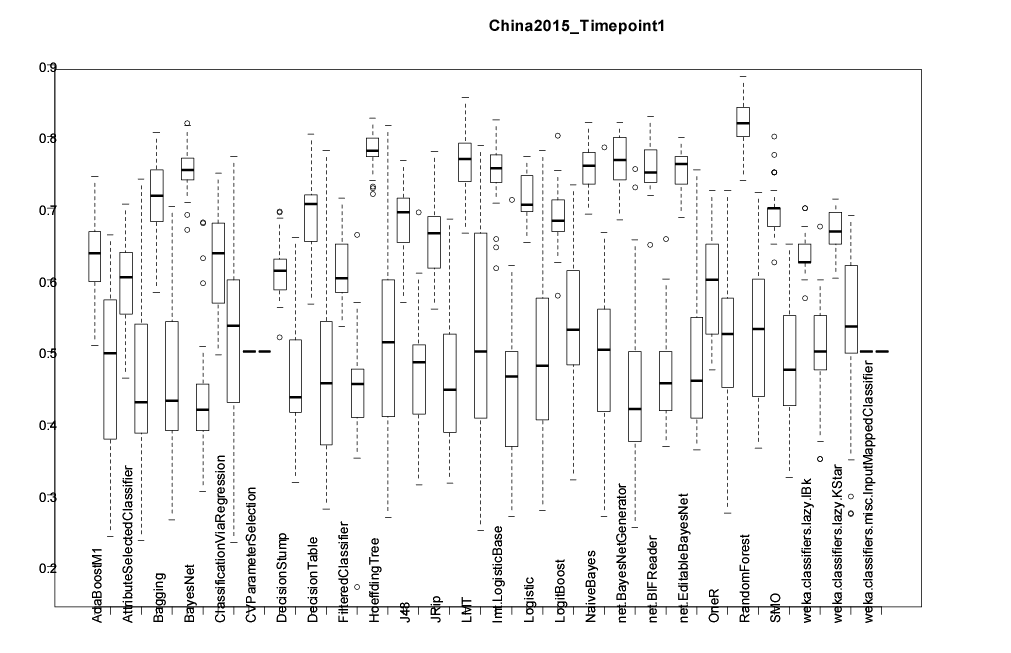 China2015_Timepoint1
0.9
0.8
0.7
0.6
0.5
0.4
0.3
0.2
AdaBoostM1
AttributeSelectedClassifier
Bagging
BayesNet
ClassificationViaRegression
CVParameterSelection
DecisionStump
DecisionTable
FilteredClassifier
HoeffdingTree
J48
JRip
LMT
lmt.LogisticBase
Logistic
LogitBoost
NaiveBayes
net.BayesNetGenerator
net.BIFReader
net.EditableBayesNet
OneR
RandomForest
SMO
weka.classifiers.lazy.IBk
weka.classifiers.lazy.KStar
weka.classifiers.misc.InputMappedClassifier